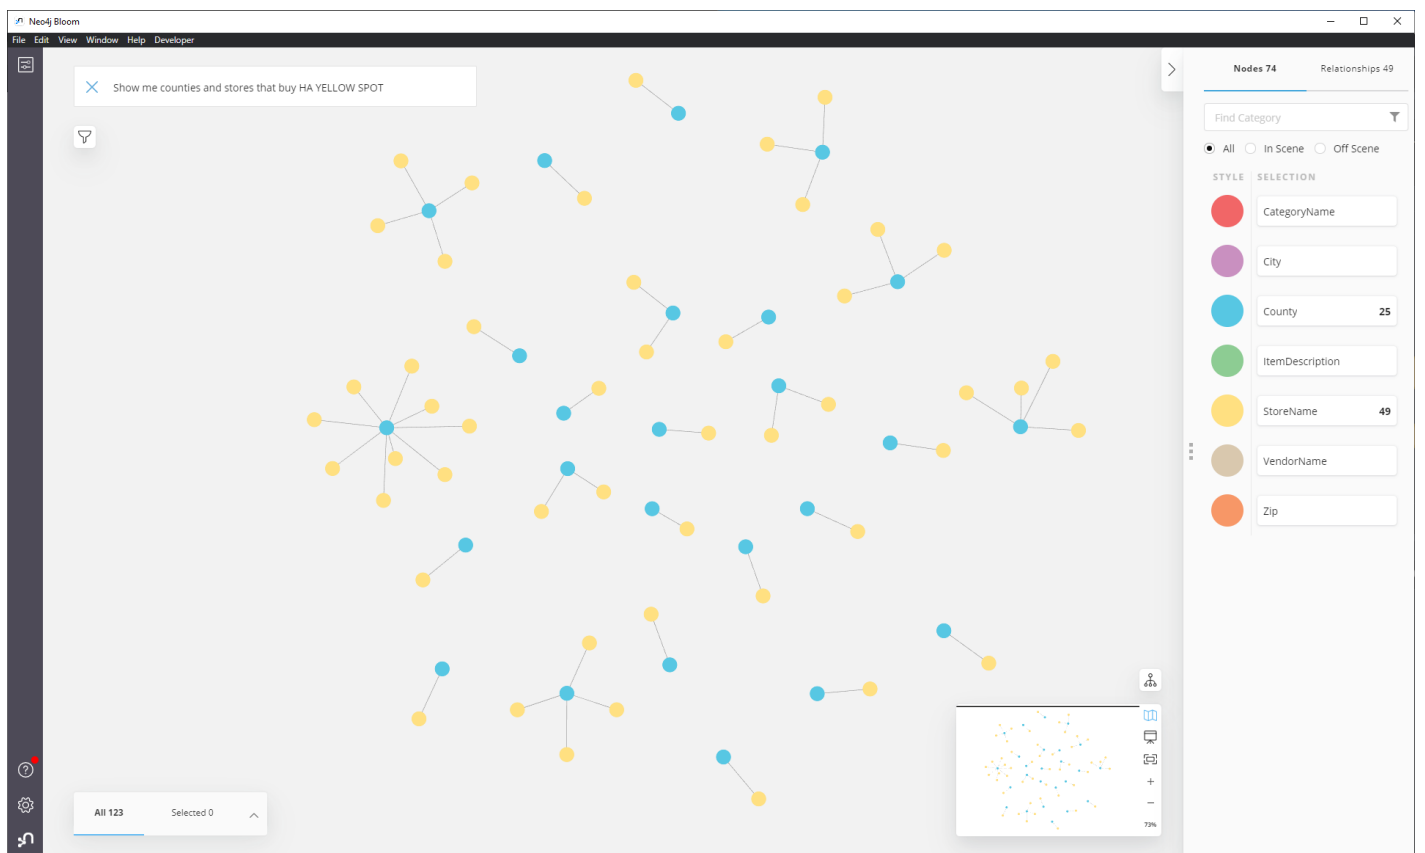 Neo4j Bloom
File Edit View Window Help Developer
Show me counties and stores that buy HA YELLOW SPOT
Nodes 74 Relationships 49
Find Category
All In Scene Off Scene
STYLE SELECTION
CategoryName
City
County 25
ItemDescription
StoreName 49
VendorName
Zip
All 123 Selected 0
73%